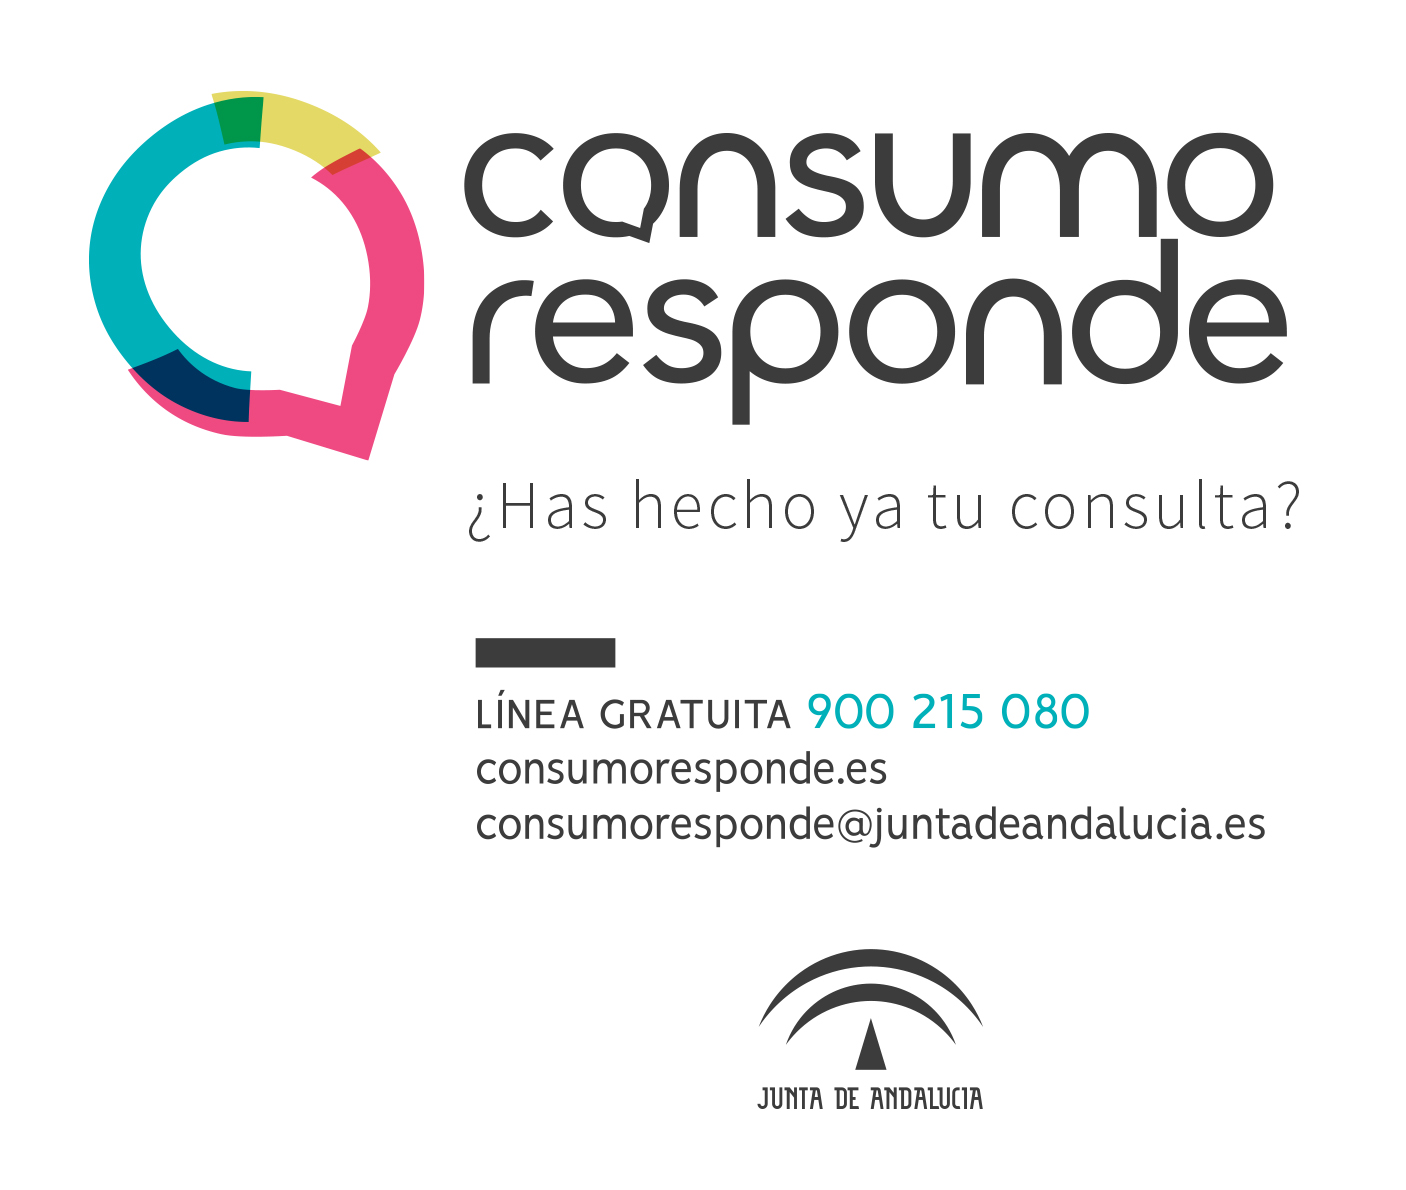 consumo
responde
¿Has hecho ya tu consulta?
LÍNEA GRATUITA 900 215 080
consumoresponde.es
consumoresponde@juntadeandalucia.es
JUNTA DE ANDALUCIA